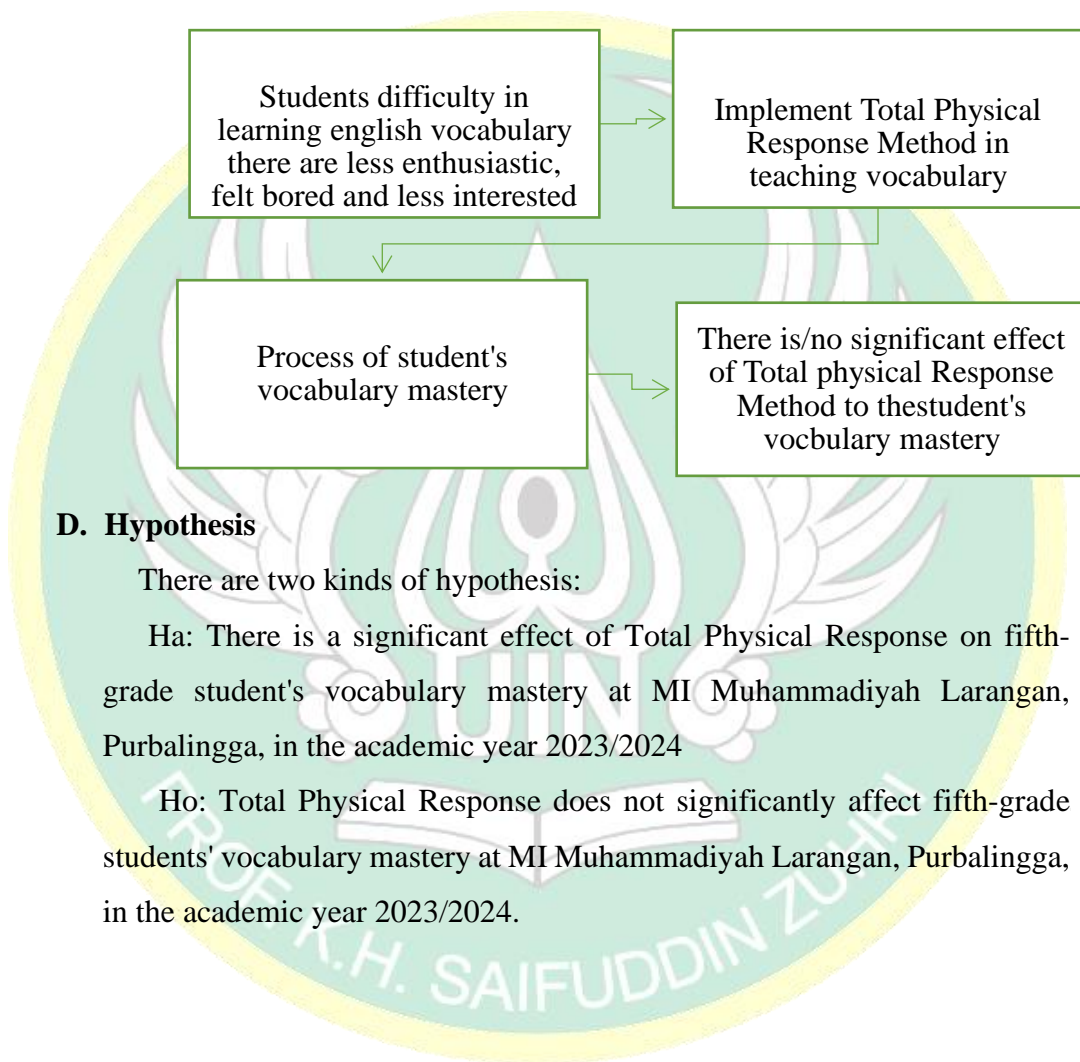 Students difficulty in
learning english vocabulary
there are less enthusiastic,
felt bored and less interested
Implement Total Physical
Response Method in
teaching vocabulary
Process of student's
vocabulary mastery
There is/no significant effect
of Total physical Response
Method to thestudent's
vocbulary mastery
D. Hypothesis
There are two kinds of hypothesis:
Ha: There is a significant effect of Total Physical Response on fifth-
grade student's vocabulary mastery at MI Muhammadiyah Larangan,
Purbalingga, in the academic year 2023/2024
Ho: Total Physical Response does not significantly affect fifth-grade
students' vocabulary mastery at MI Muhammadiyah Larangan, Purbalingga,
in the academic year 2023/2024.
UIN
PROF. K.H. SAIFUDDIN ZUHRI